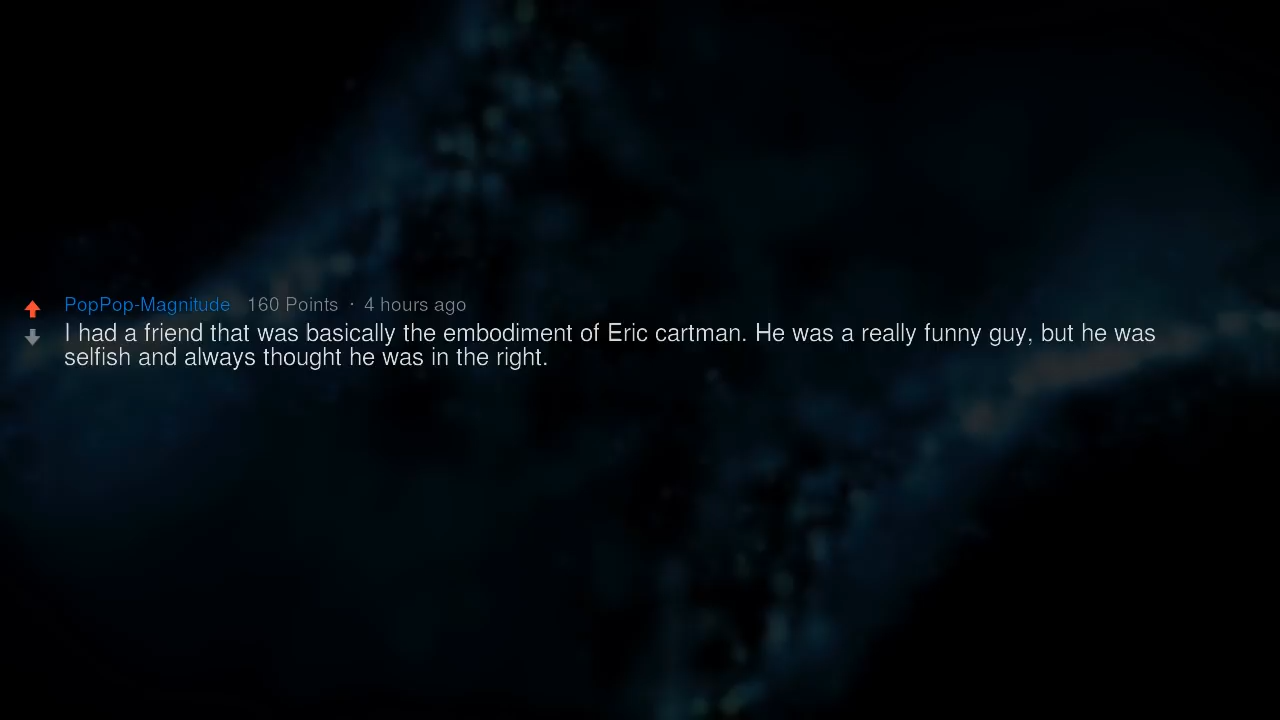 PopPop-Magnitude 160 Points · 4 hours ago
I had a friend that was basically the embodiment of Eric cartman. He was a really funny guy, but he was
selfish and always thought he was in the right.